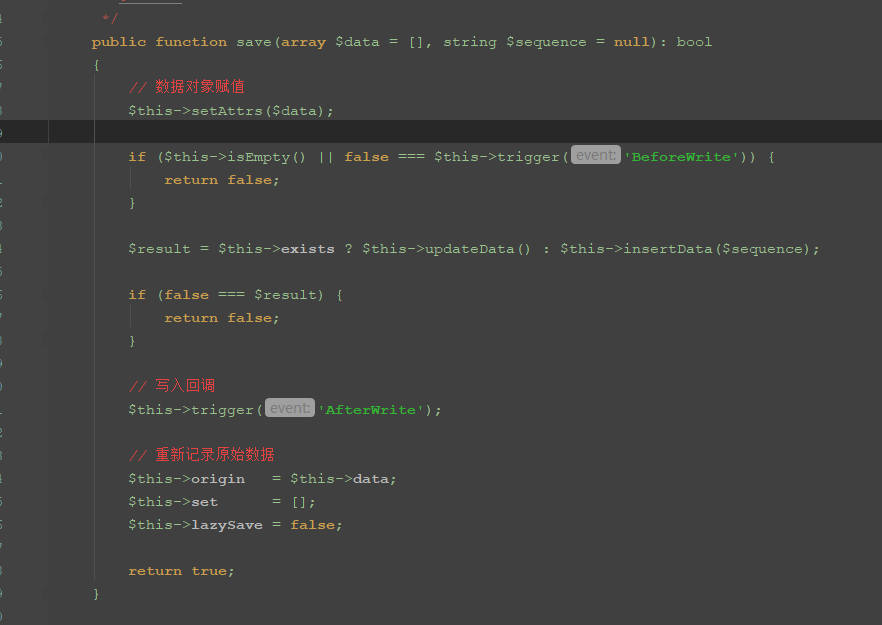 */
public function save(array $data = [], string $sequence = null): bool
{
// 数据对象赋值
$this->setAttrs($data);
if ($this->isEmpty() || false === $this->trigger( event: 'BeforeWrite')) {
return false;
}
$result = $this->exists ? $this->updateData() : $this->insertData($sequence);
if (false === $result) {
return false;
}
// 写入回调
$this->trigger( event: 'AfterWrite');
// 重新记录原始数据
$this->origin   = $this->data;
$this->set      = [];
$this->lazySave = false;
return true;
}